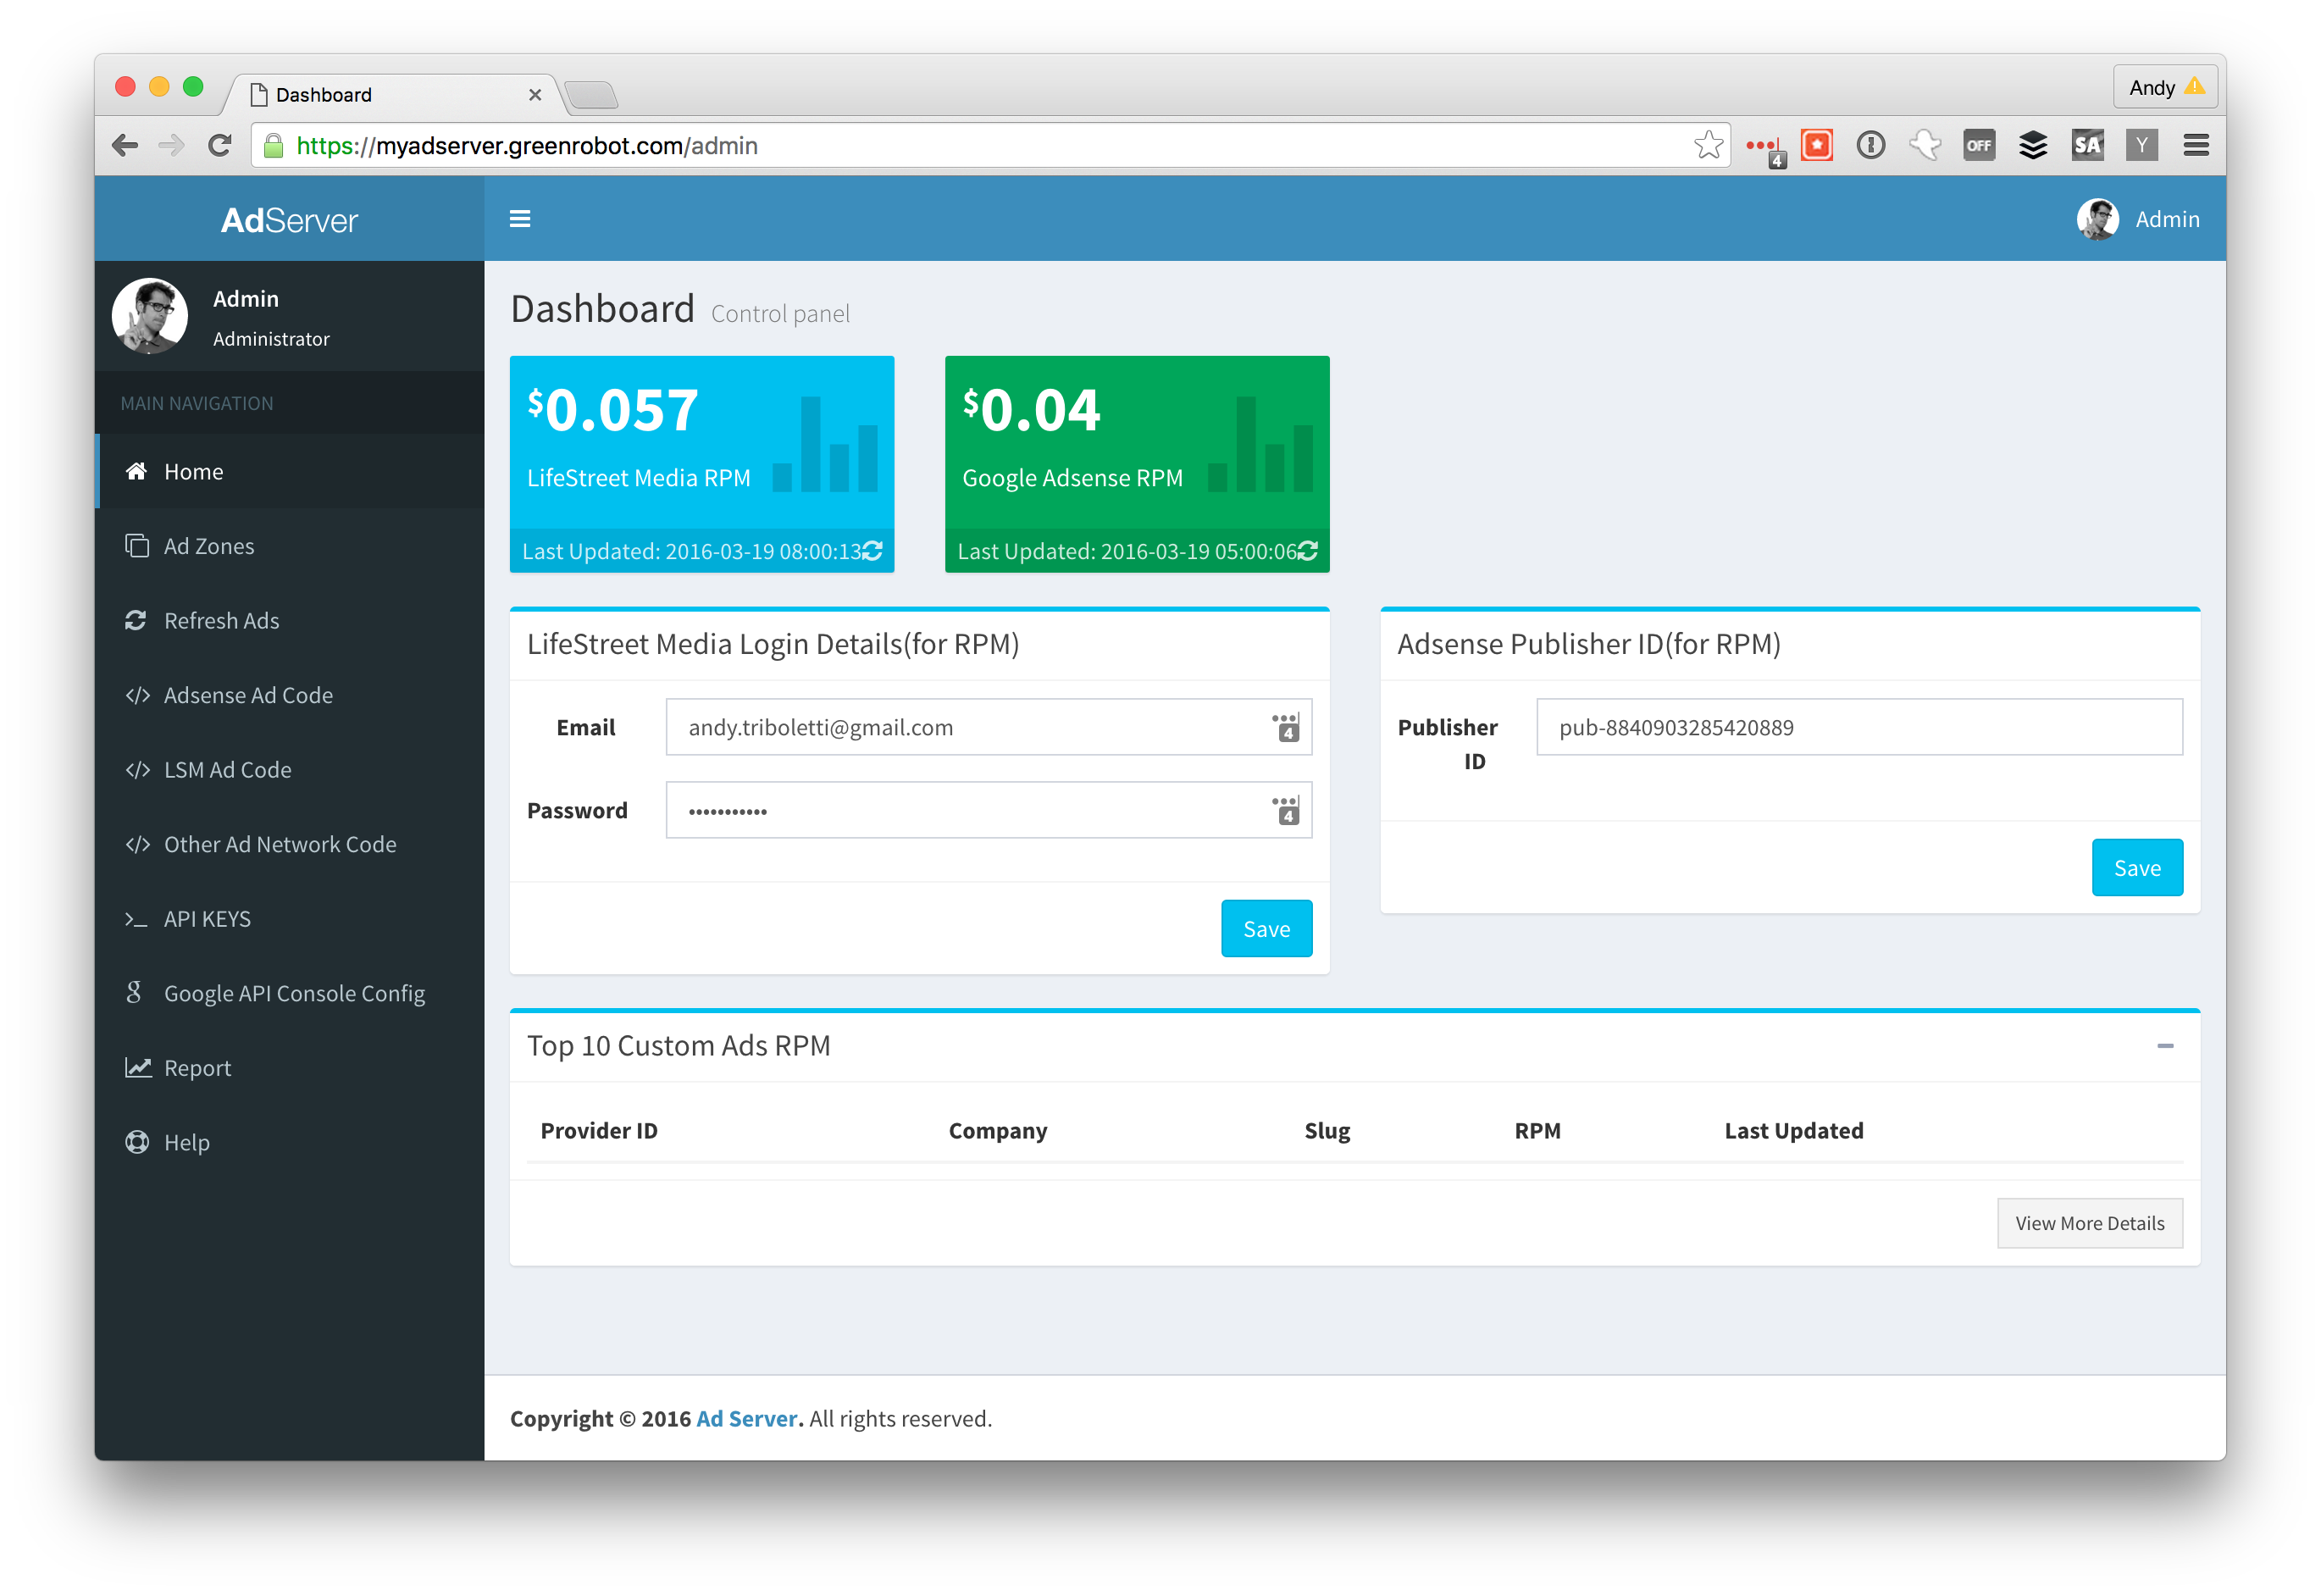 Dashboard
Andy
https://myadserver.greenrobot.com/admin
4
OFF
SA
Y
AdServer
Admin
Admin
Administrator
MAIN NAVIGATION
Home
Ad Zones
Refresh Ads
</> Adsense Ad Code
</> LSM Ad Code
</> Other Ad Network Code
>_ API KEYS
g Google API Console Config
Report
Help
Dashboard Control panel
$0.057
LifeStreet Media RPM
Last Updated: 2016-03-19 08:00:13
$0.04
Google Adsense RPM
Last Updated: 2016-03-19 05:00:06
LifeStreet Media Login Details(for RPM)
Email andy.triboletti@gmail.com 4
Password ••••••••••• 4
Save
Adsense Publisher ID(for RPM)
Publisher ID pub-8840903285420889
Save
Top 10 Custom Ads RPM
Provider ID Company Slug RPM Last Updated
View More Details
Copyright © 2016 Ad Server. All rights reserved.